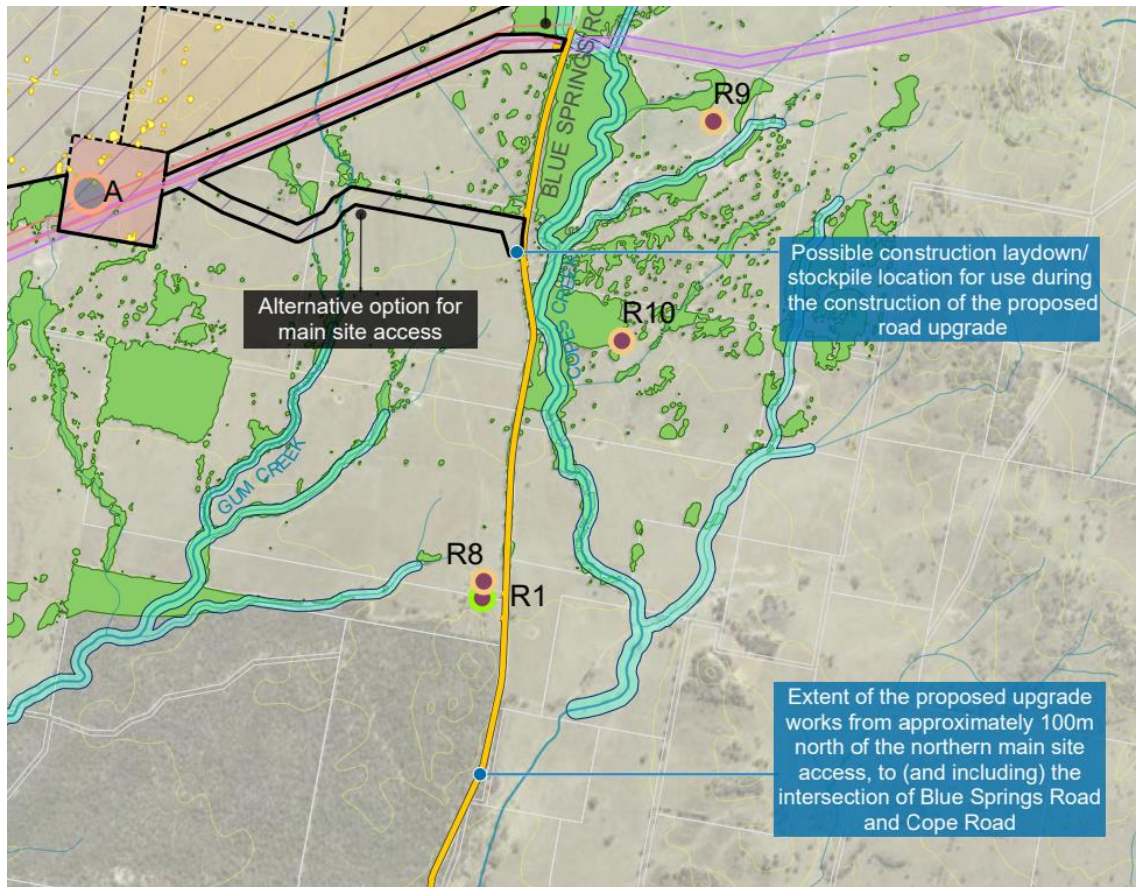 BLUE SPRINGS RO
R9
A
Possible construction laydown/
stockpile location for use during
the construction of the proposed
road upgrade
Alternative option for
main site access
COPES CREEK
R10
GUM CREEK
R8
R1
Extent of the proposed upgrade
works from approximately 100m
north of the northern main site
access, to (and including) the
intersection of Blue Springs Road
and Cope Road